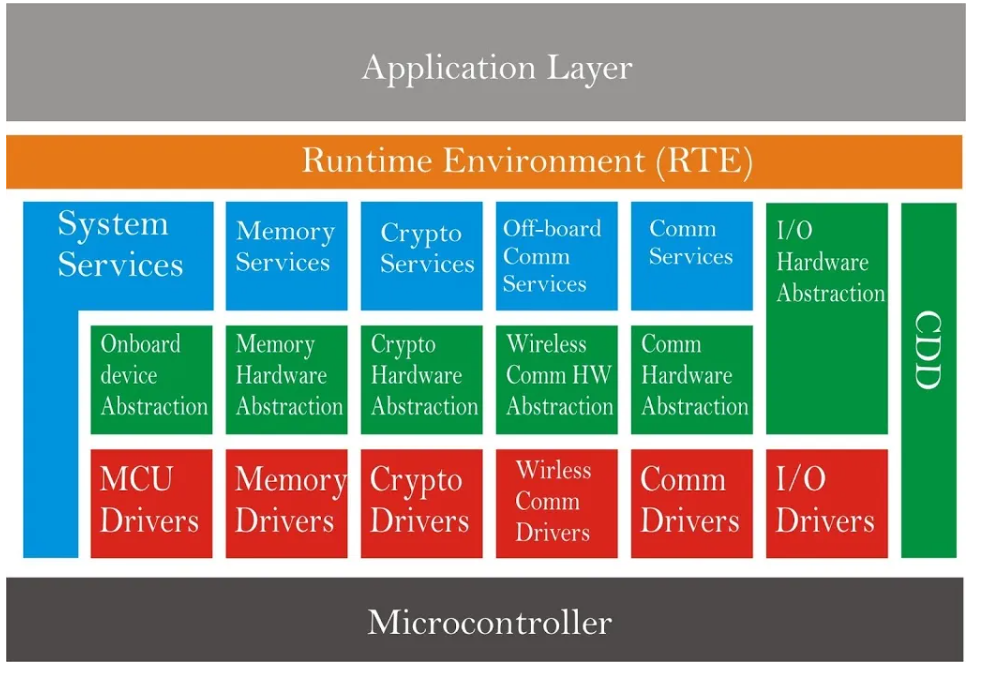 Application Layer
Runtime Environment (RTE)
System
Services
Memory
Services
Crypto
Services
Off-board
Comm
Services
Comm
Services
I/O
Hardware
Abstraction
CDD
Onboard
device
Abstraction
Memory
Hardware
Abstraction
Crypto
Hardware
Abstraction
Wireless
Comm HW
Abstraction
Comm
Hardware
Abstraction
MCU
Drivers
Memory
Drivers
Crypto
Drivers
Wirless
Comm
Drivers
Comm
Drivers
I/O
Drivers
Microcontroller